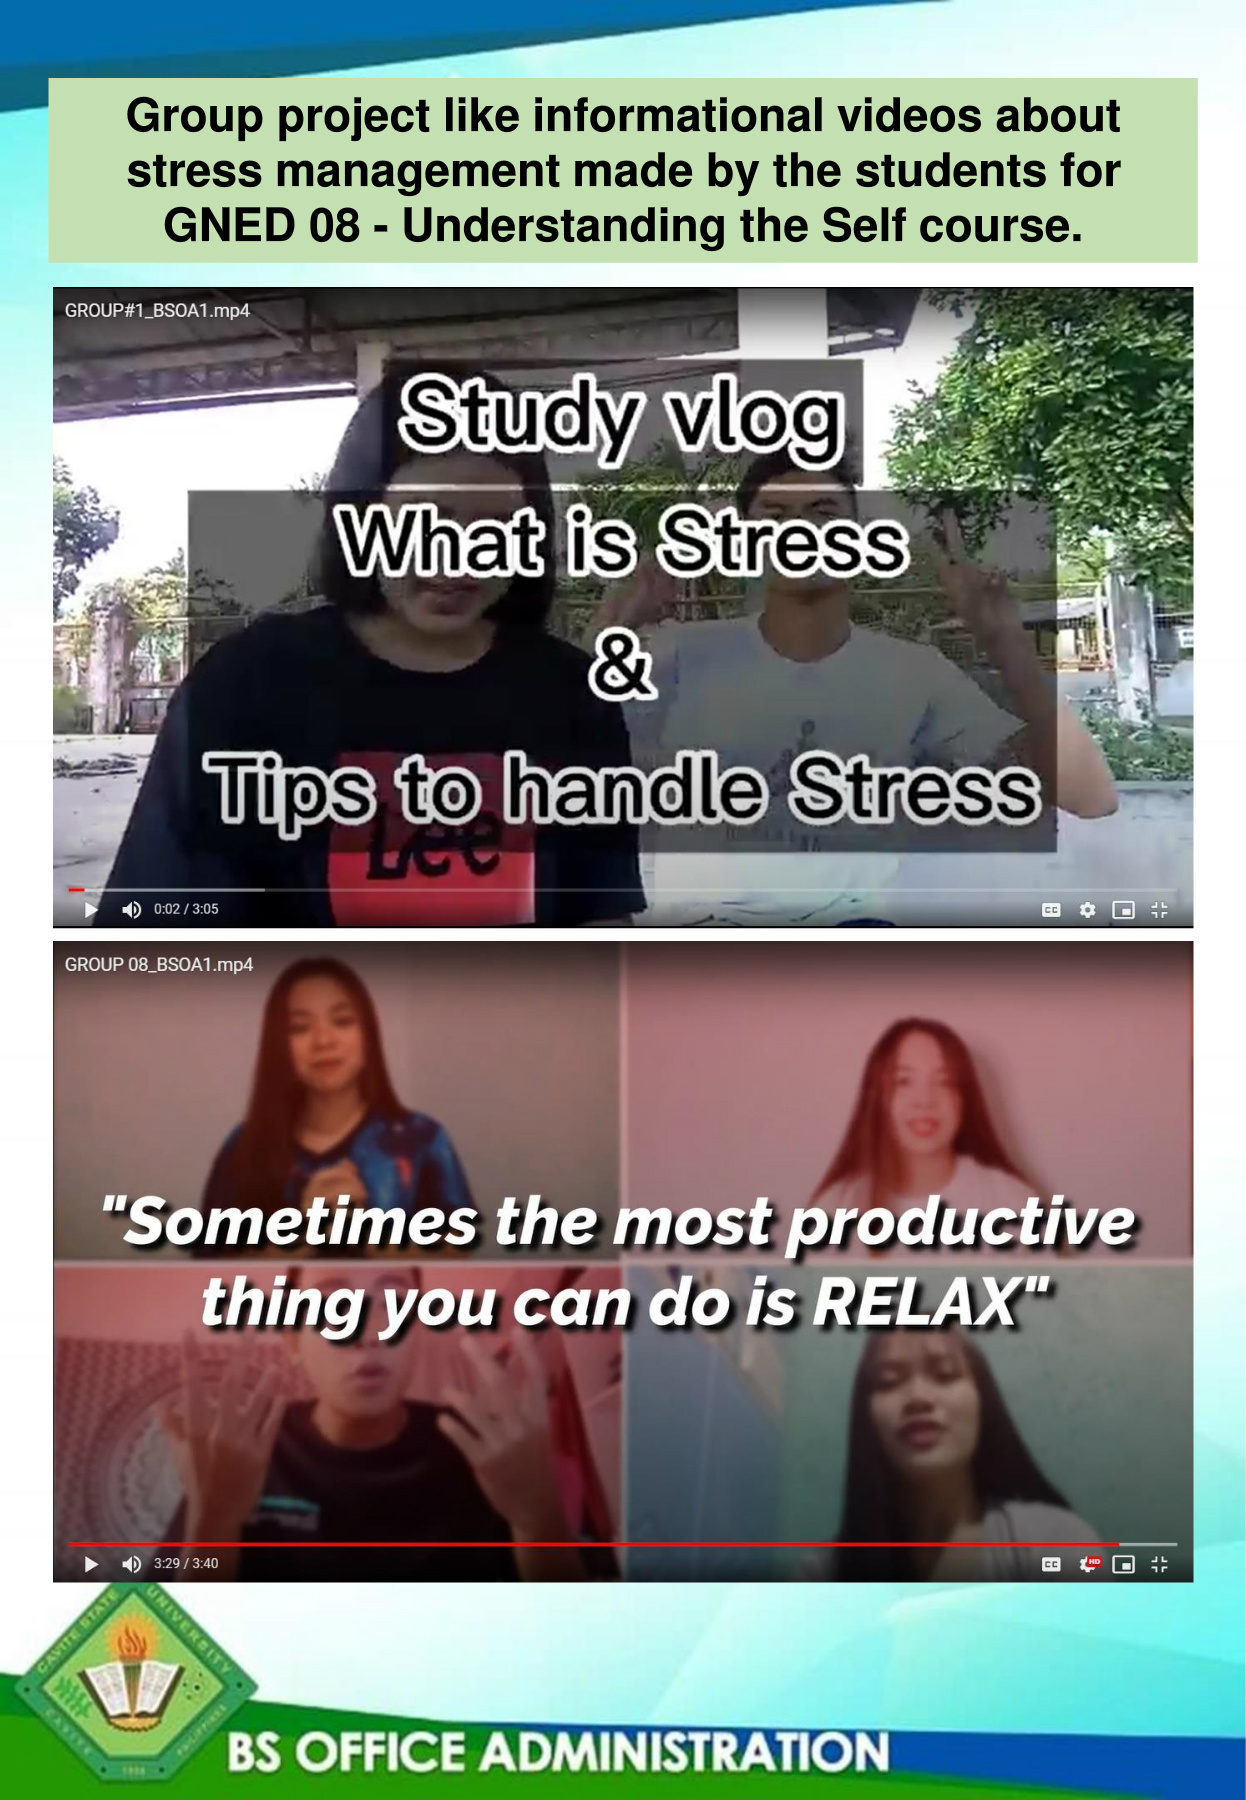 Group project like informational videos about
stress management made by the students for
GNED 08 - Understanding the Self course.
GROUP#1_BSOA1.mp4
Study vlog
What is Stress
&
Tips to handle Stress
Lee
0:02 / 3:05
CC
GROUP 08_BSOA1.mp4
"Sometimes the most productive
thing you can do is RELAX"
3:29 / 3:40
CC
HD
CAVITE STATE UNIVERSITY
CAVITE
PHILIPPINES
1906
BS OFFICE ADMINISTRATION